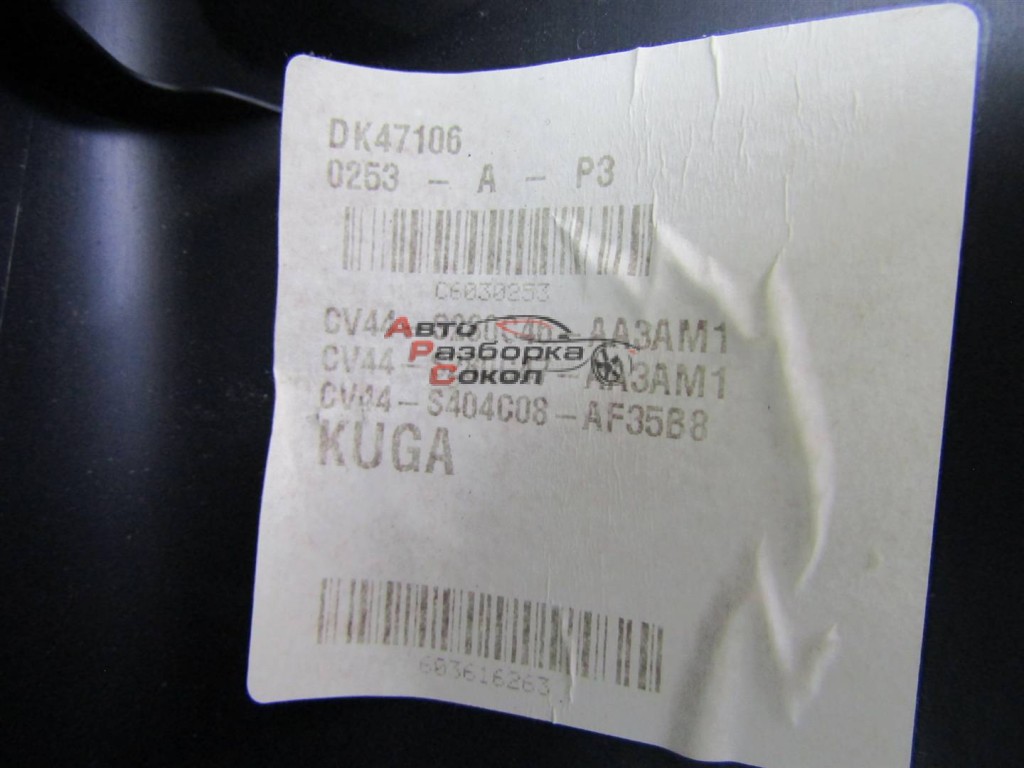 DK47106
0253 - A - P3
C6030253
CV44 - AA3AM1
CV44 - AA3AM1
CV44-S404C08-AF35B8
KUGA
603616263
Авто
Разборка
Сокол